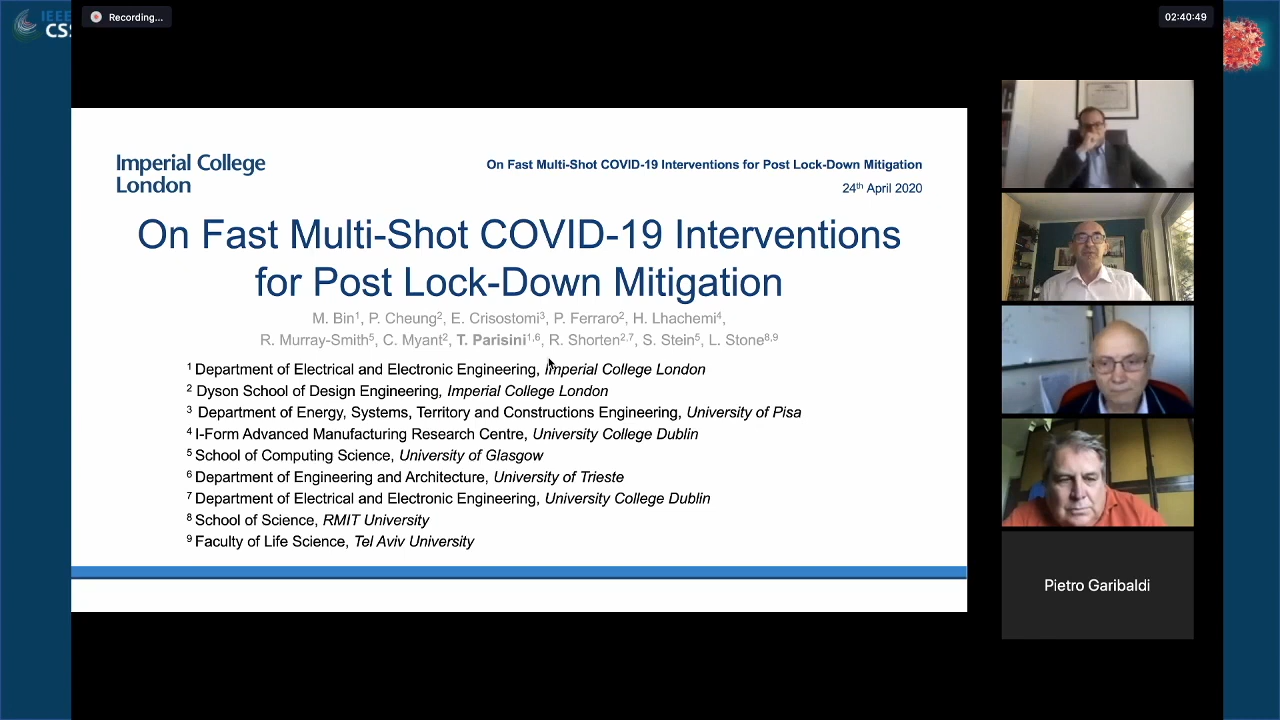 IEEE
CSS
Recording...
02:40:49
Imperial College
London
On Fast Multi-Shot COVID-19 Interventions for Post Lock-Down Mitigation
24th April 2020
On Fast Multi-Shot COVID-19 Interventions
for Post Lock-Down Mitigation
M. Bin1, P. Cheung2, E. Crisostomi3, P. Ferraro2, H. Lhachemi4,
R. Murray-Smith5, C. Myant2, T. Parisini1,6, R. Shorten2,7, S. Stein5, L. Stone8,9
1 Department of Electrical and Electronic Engineering, Imperial College London
2 Dyson School of Design Engineering, Imperial College London
3 Department of Energy, Systems, Territory and Constructions Engineering, University of Pisa
4 I-Form Advanced Manufacturing Research Centre, University College Dublin
5 School of Computing Science, University of Glasgow
6 Department of Engineering and Architecture, University of Trieste
7 Department of Electrical and Electronic Engineering, University College Dublin
8 School of Science, RMIT University
9 Faculty of Life Science, Tel Aviv University
Pietro Garibaldi